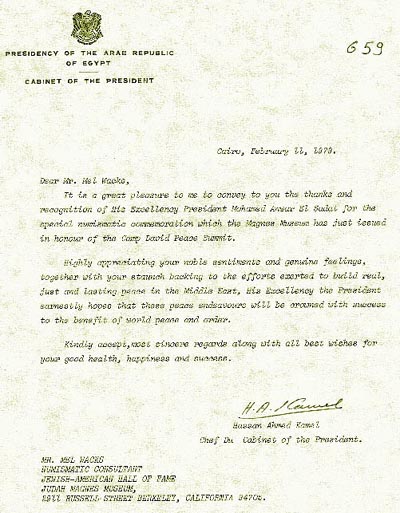 PRESIDENCY OF THE ARAB REPUBLIC
OF EGYPT
CABINET OF THE PRESIDENT
659
Cairo, February 11, 1979.
Dear Mr. Mel Wacks,
It is a great pleasure to me to convey to you the thanks and
recognition of His Excellency President Mohamed Anwar El Sadat for the
special numismatic commemoration which the Magnes Museum has just issued
in honour of the Camp David Peace Summit.
Highly appreciating your noble sentiments and genuine feelings,
together with your staunch backing to the efforts exerted to build real,
just and lasting peace in the Middle East, His Excellency the President
earnestly hopes that these peace endeavours will be crowned with success
to the benefit of world peace and order.
Kindly accept, most sincere regards along with all best wishes for
your good health, happiness and success.
H. A. Kamel
Hassan Ahmed Kamel
Chef Du Cabinet of the President.
MR. MEL WACKS
NUMISMATIC CONSULTANT
JEWISH-AMERICAN HALL OF FAME
JUDAH MAGNES MUSEUM,
2911 RUSSELL STREET BERKELEY, CALIFORNIA 94705.